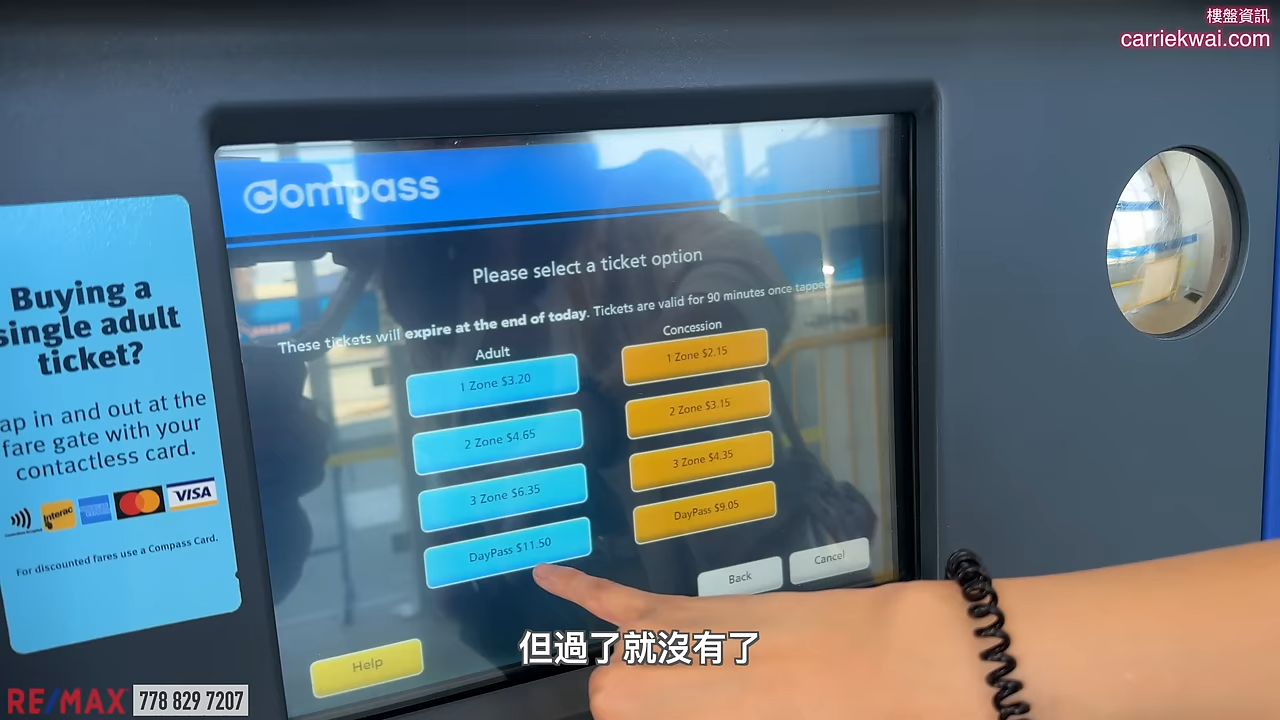 樓盤資訊
carriekwai.com
compass
Please select a ticket option
These tickets will expire at the end of today. Tickets are valid for 90 minutes once tapped
Adult
Concession
1 Zone $3.20
1 Zone $2.15
2 Zone $4.65
2 Zone $3.15
3 Zone $6.35
3 Zone $4.35
DayPass $11.50
DayPass $9.05
Back
Cancel
Help
Buying a
single adult
ticket?
ap in and out at the
fare gate with your
contactless card.
Interac
VISA
For discounted fares use a Compass Card.
但過了就沒有了
RE/MAX 778 829 7207